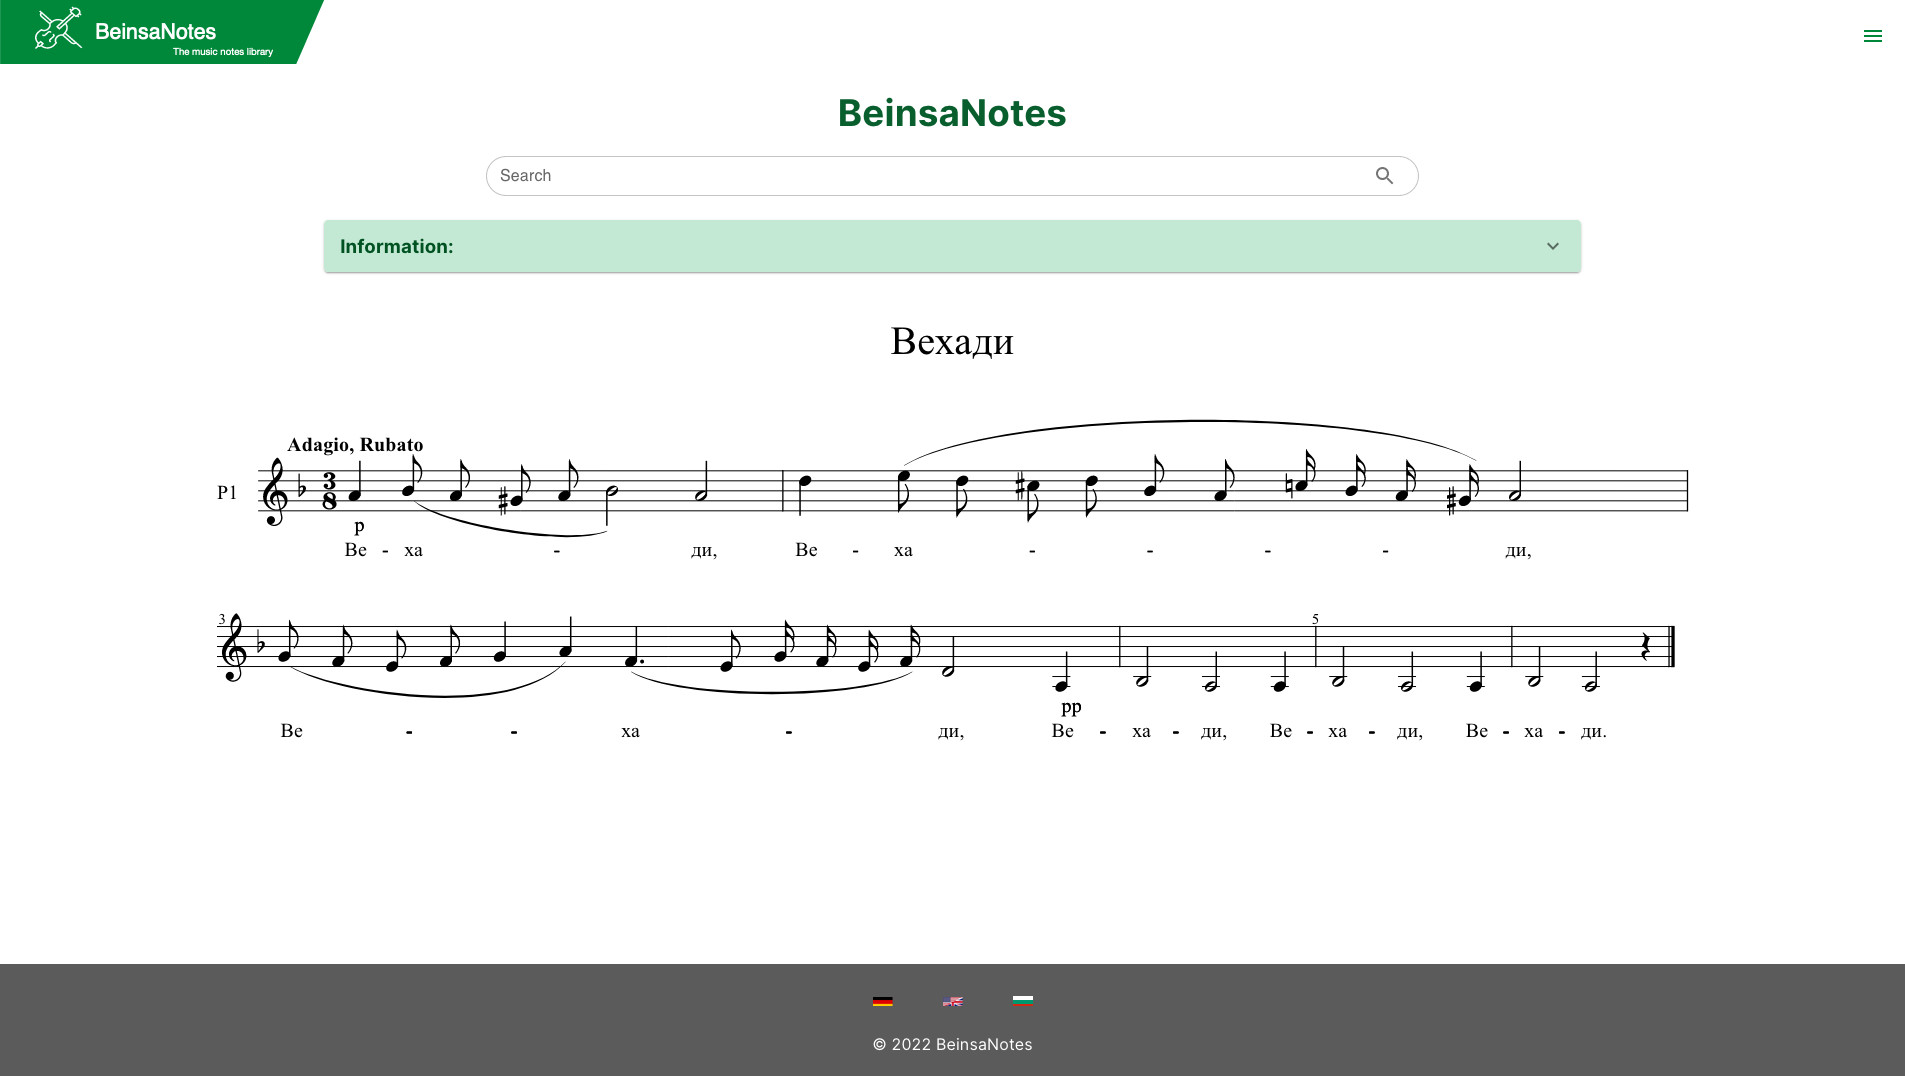 BeinsaNotes
The music notes library
BeinsaNotes
Search
Information:
Вехади
Adagio, Rubato
P1
3
8
p
Ве - ха - ди, Ве - ха - - - - ди,
3
5
pp
Ве - - ха - ди, Ве - ха - ди, Ве - ха - ди, Ве - ха - ди.
© 2022 BeinsaNotes